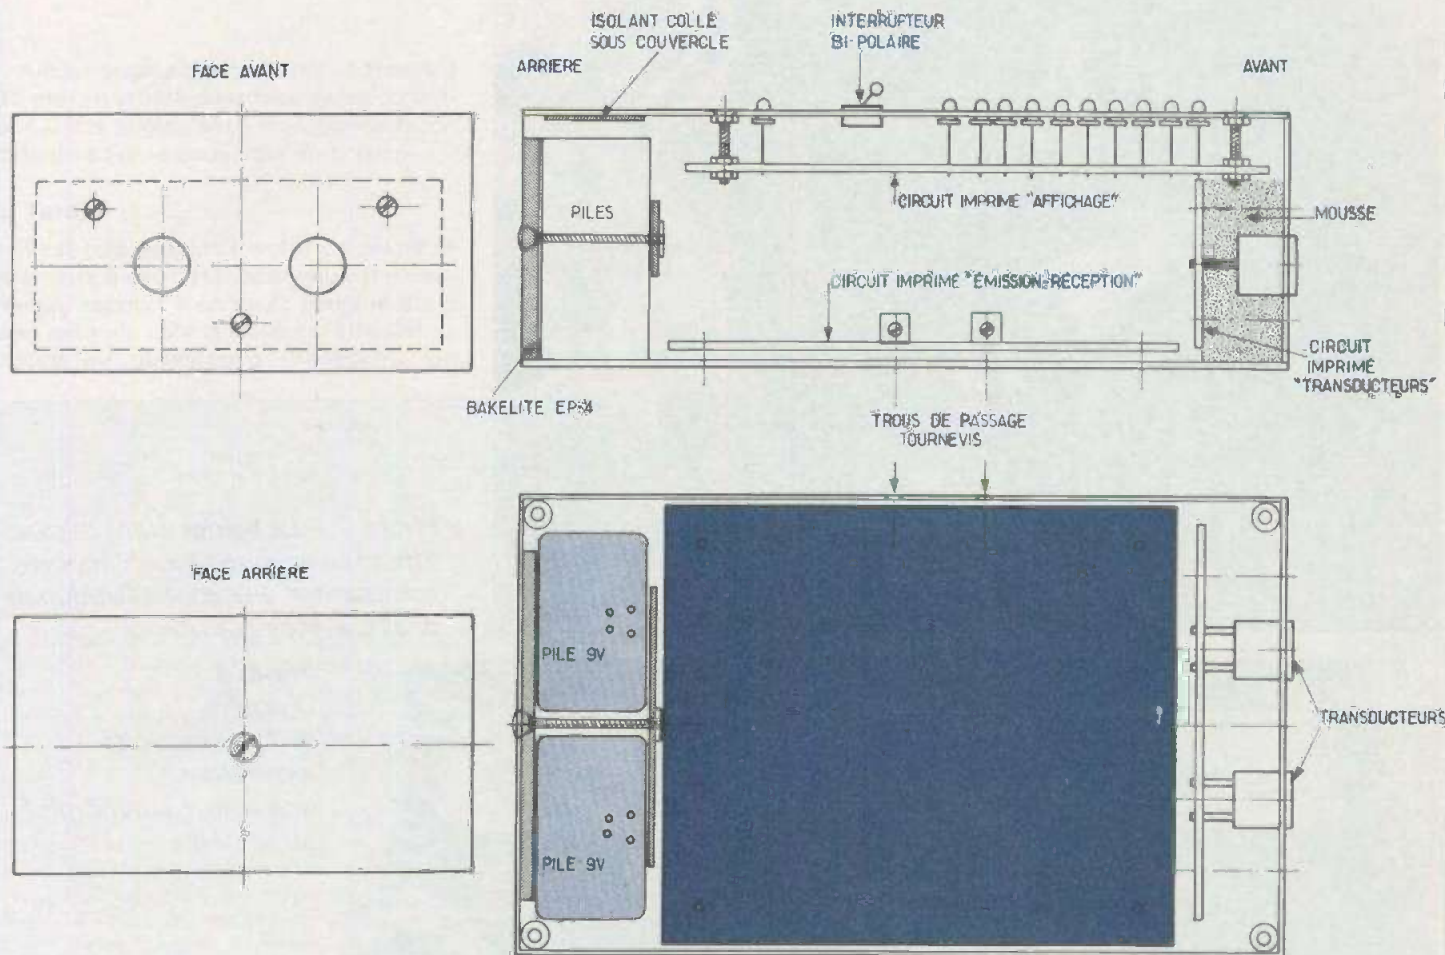 ISOLANT COLLÉ
SOUS COUVERCLE
INTERRUPTEUR
BI-POLAIRE
FACE AVANT
ARRIERE
AVANT
PILES
CIRCUIT IMPRIMÉ "AFFICHAGE"
MOUSSE
CIRCUIT IMPRIMÉ "ÉMISSION-RÉCEPTION"
CIRCUIT
IMPRIMÉ
"TRANSDUCTEURS"
BAKELITE EP:4
TROUS DE PASSAGE
TOURNEVIS
FACE ARRIÈRE
PILE 9V
TRANSDUCTEURS
PILE 9V